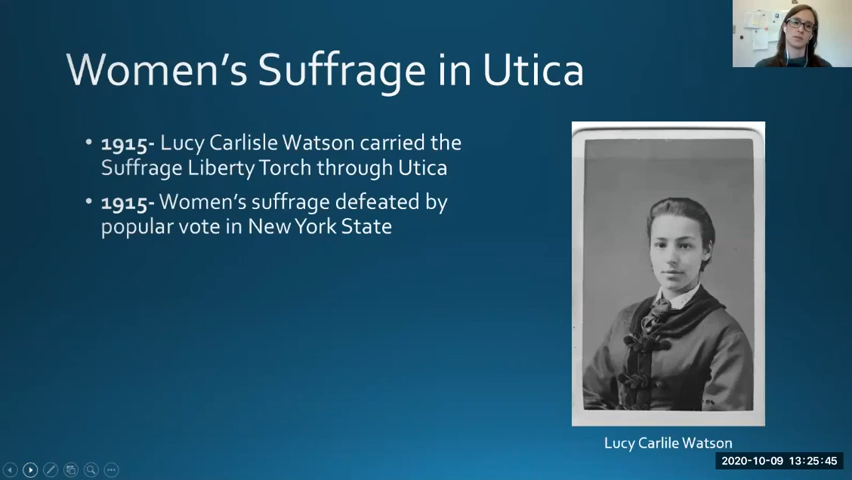 Women's Suffrage in Utica
• 1915- Lucy Carlisle Watson carried the
Suffrage Liberty Torch through Utica
• 1915- Women's suffrage defeated by
popular vote in New York State
Lucy Carlile Watson
2020-10-09 13:25:45